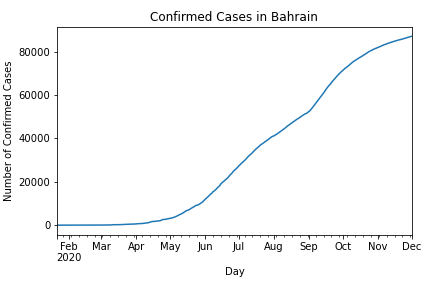 Confirmed Cases in Bahrain
80000
60000
40000
20000
0
Number of Confirmed Cases
Feb Mar Apr May Jun Jul Aug Sep Oct Nov Dec
2020
Day